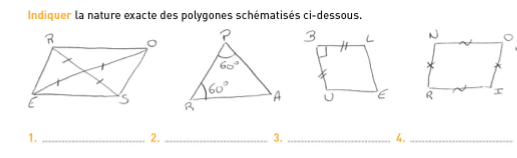 Indiquer la nature exacte des polygones schématisés ci-dessous.
R O E S
P 60° 60° R A
B L U E
N O R I
1. 2. 3. 4.